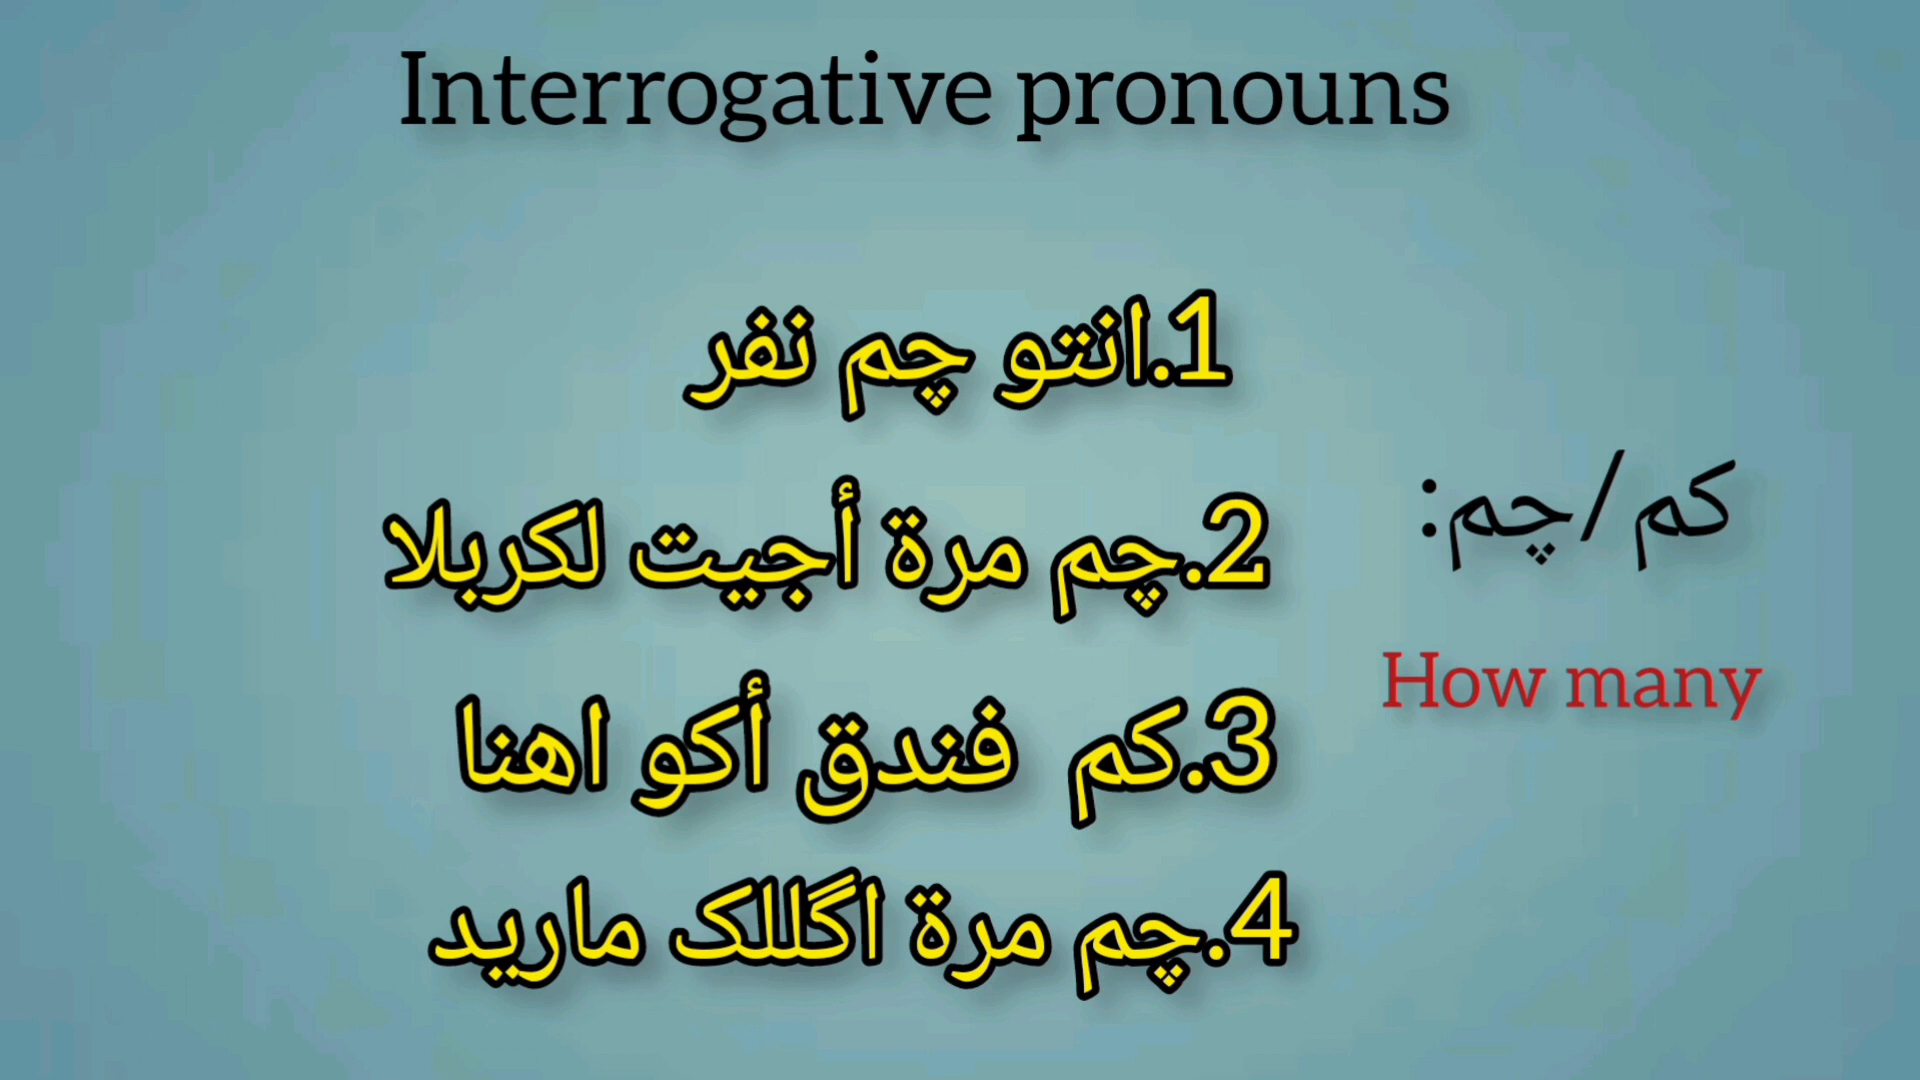 Interrogative pronouns
1.انتو چم نفر
2.چم مرة أجيت لكربلا
3.كم فندق أكو اهنا
4.چم مرة اگللک ماريد
كم/چم:
How many